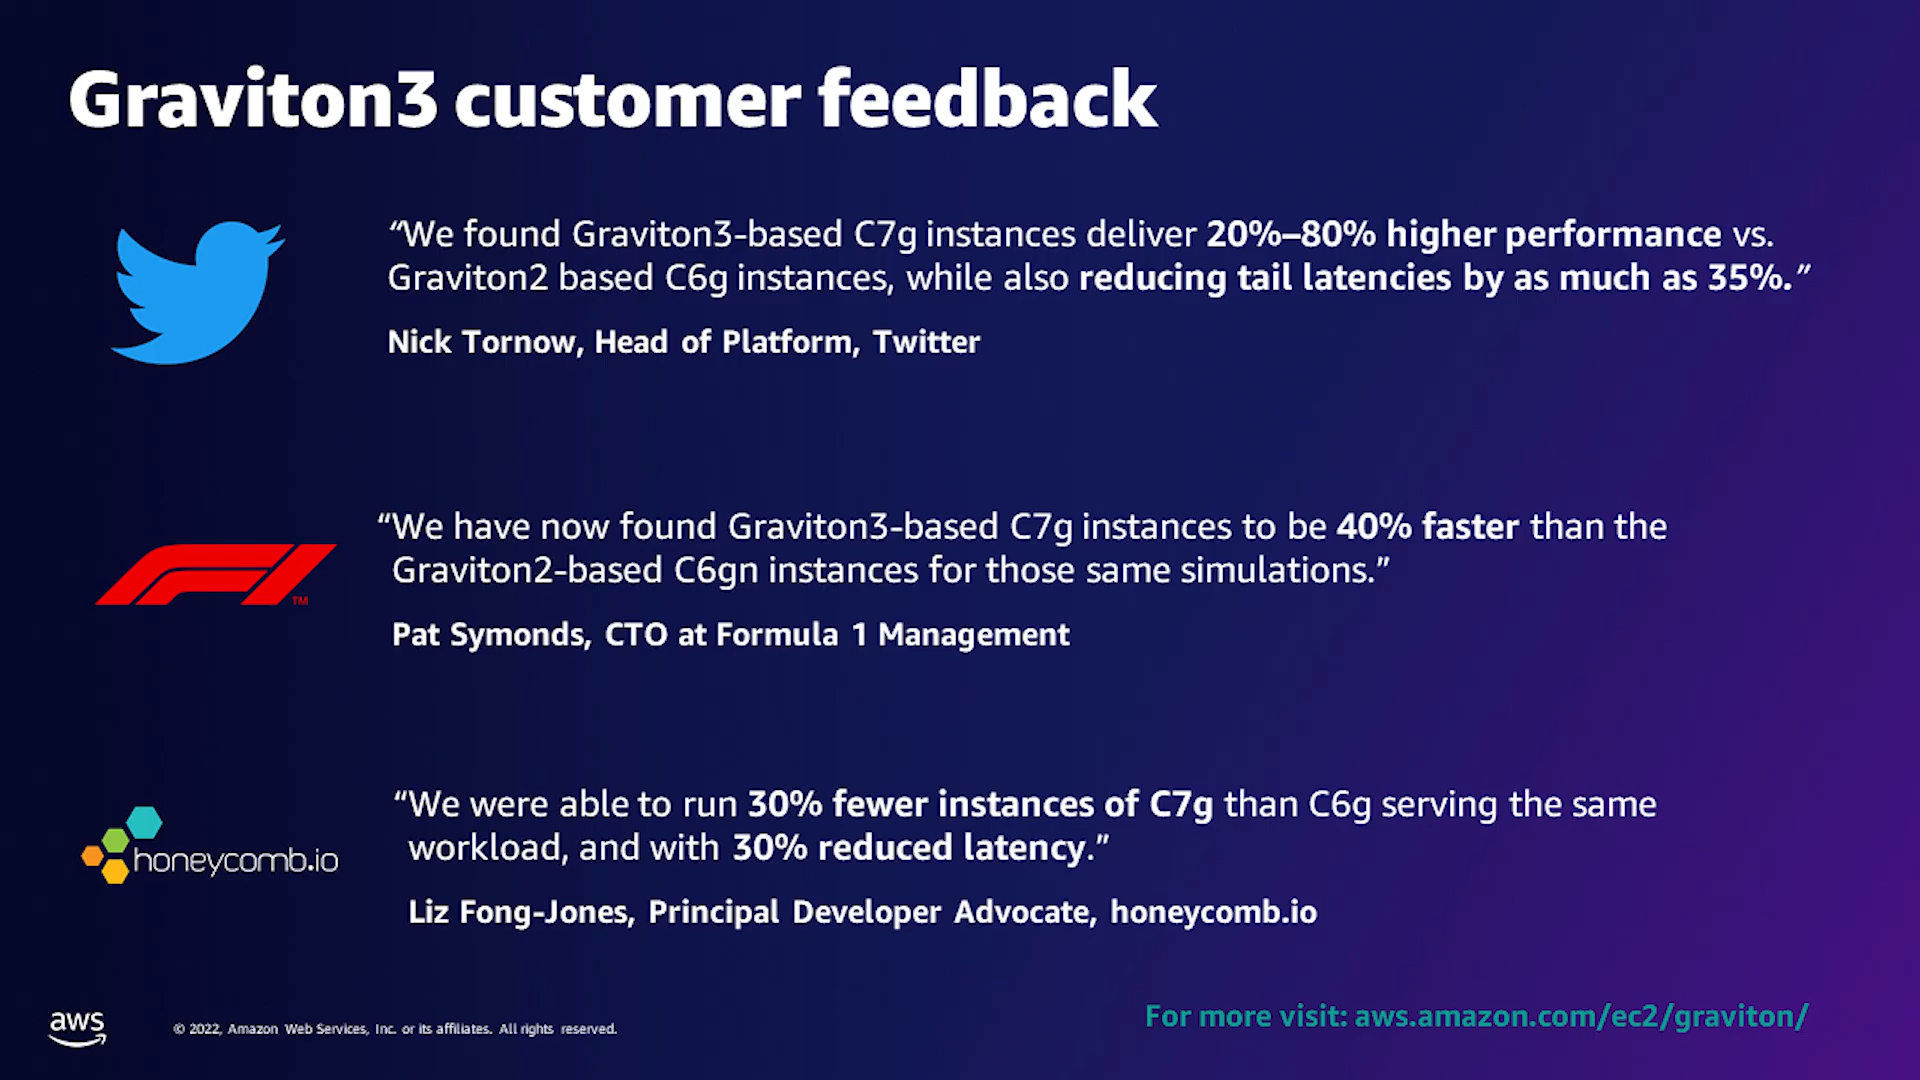 Graviton3 customer feedback
“We found Graviton3-based C7g instances deliver 20%–80% higher performance vs.
Graviton2 based C6g instances, while also reducing tail latencies by as much as 35%.”
Nick Tornow, Head of Platform, Twitter
“We have now found Graviton3-based C7g instances to be 40% faster than the
Graviton2-based C6gn instances for those same simulations.”
F1 TM
Pat Symonds, CTO at Formula 1 Management
“We were able to run 30% fewer instances of C7g than C6g serving the same
workload, and with 30% reduced latency.”
honeycomb.io
Liz Fong-Jones, Principal Developer Advocate, honeycomb.io
aws
© 2022, Amazon Web Services, Inc. or its affiliates. All rights reserved.
For more visit: aws.amazon.com/ec2/graviton/